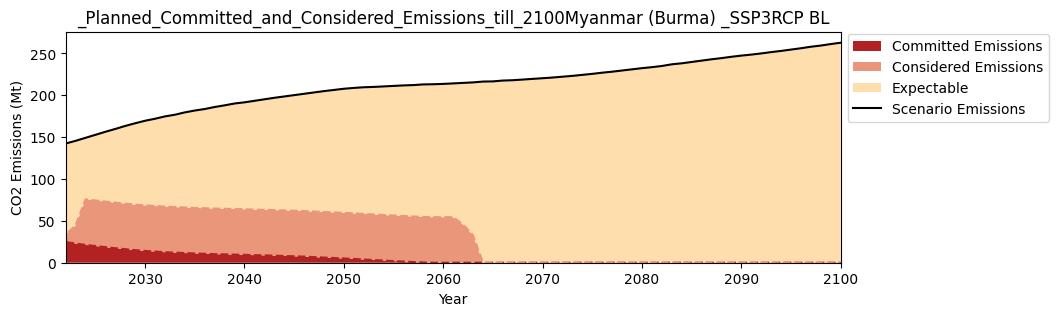 _Planned_Committed_and_Considered_Emissions_till_2100Myanmar (Burma) _SSP3RCP BL
Committed Emissions
Considered Emissions
Expectable
Scenario Emissions
CO2 Emissions (Mt)
250
200
150
100
50
0
2030 2040 2050 2060 2070 2080 2090 2100
Year